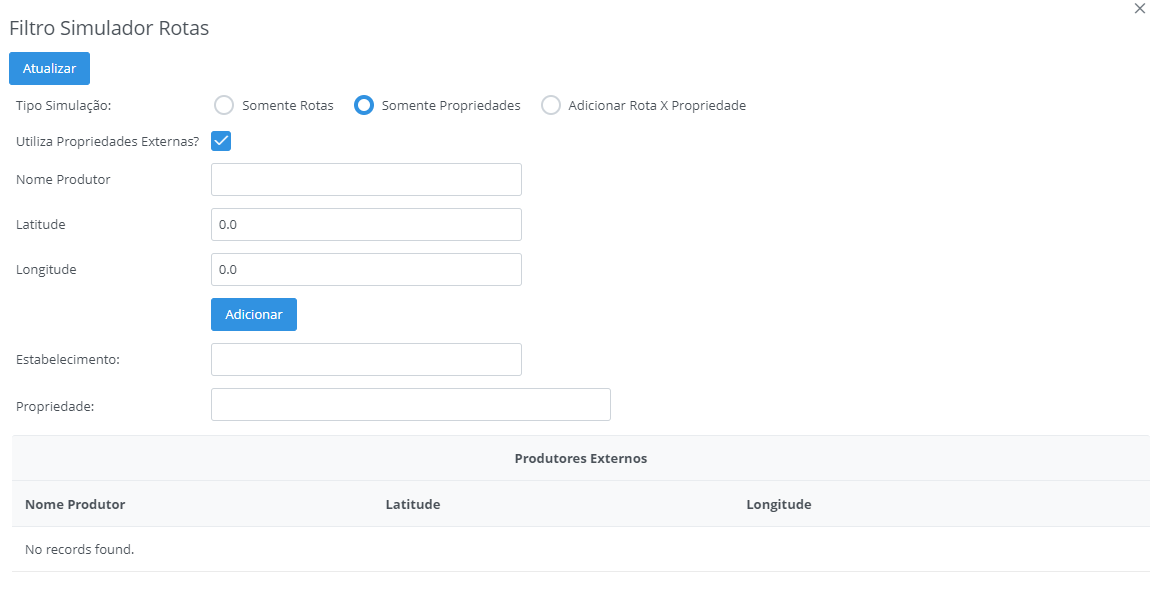 Filtro Simulador Rotas
Atualizar
Tipo Simulação: Somente Rotas Somente Propriedades Adicionar Rota X Propriedade
Utiliza Propriedades Externas?
Nome Produtor
Latitude 0.0
Longitude 0.0
Adicionar
Estabelecimento:
Propriedade:
Produtores Externos
Nome Produtor Latitude Longitude
No records found.